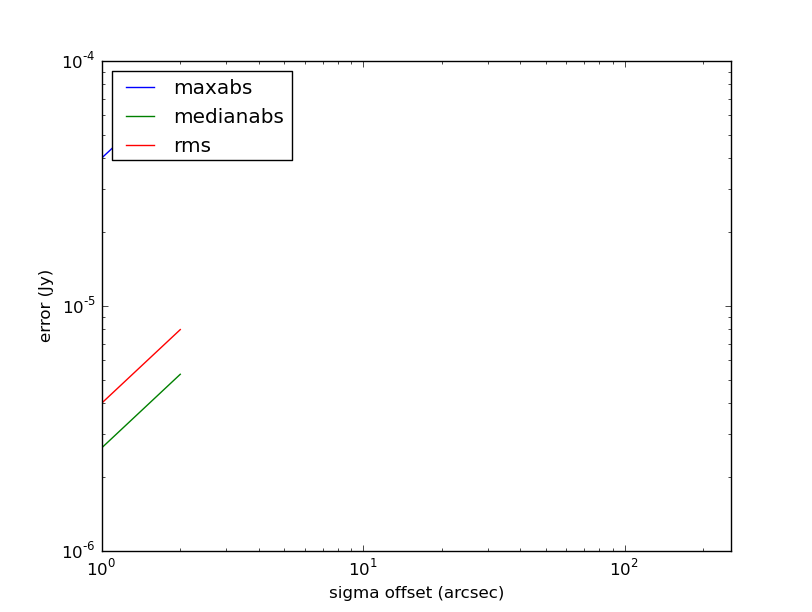 10^-4
maxabs
medianabs
rms
10^-5
error (Jy)
10^-6
10^0
10^1
10^2
sigma offset (arcsec)